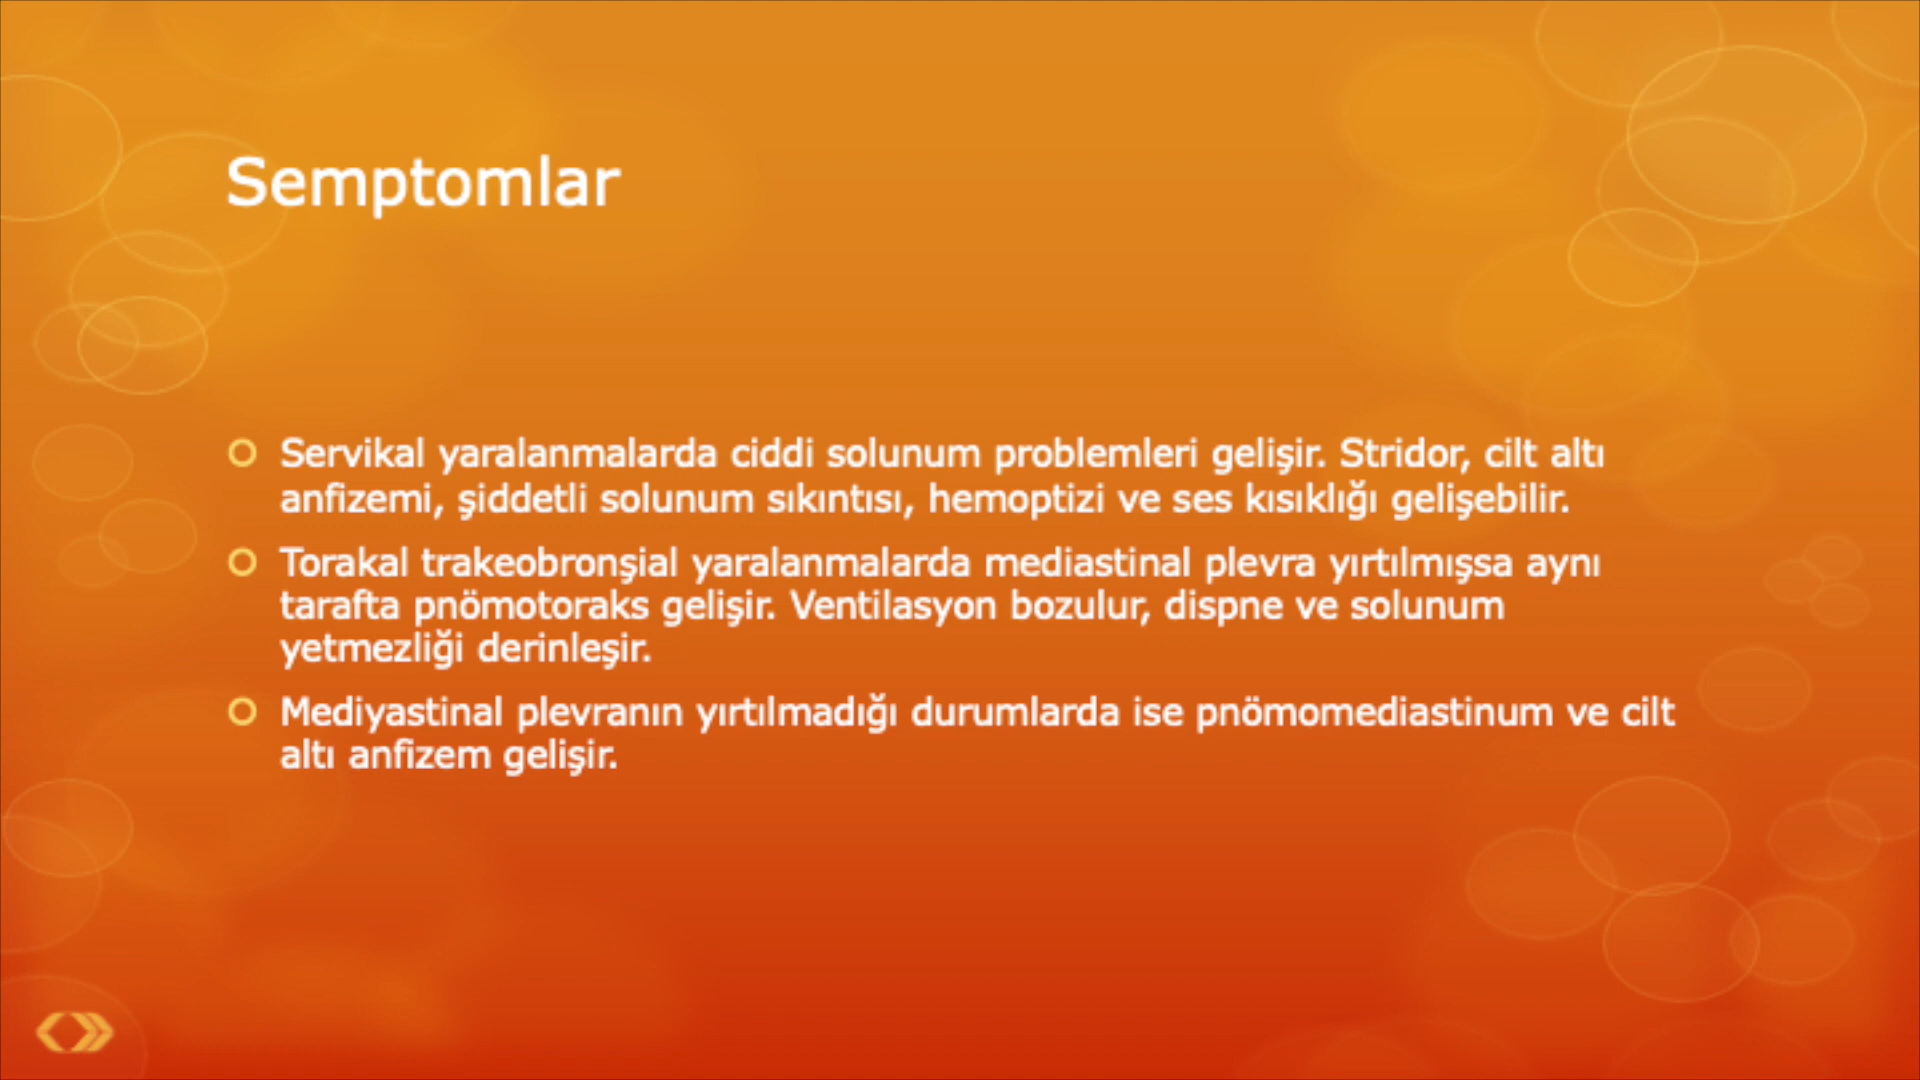 Semptomlar
Servikal yaralanmalarda ciddi solunum problemleri gelişir. Stridor, cilt altı
anfizemi, şiddetli solunum sıkıntısı, hemoptizi ve ses kısıklığı gelişebilir.
Torakal trakeobronşial yaralanmalarda mediastinal plevra yırtılmışsa aynı
tarafta pnömotoraks gelişir. Ventilasyon bozulur, dispne ve solunum
yetmezliği derinleşir.
Mediyastinal plevranın yırtılmadığı durumlarda ise pnömomediastinum ve cilt
altı anfizem gelişir.